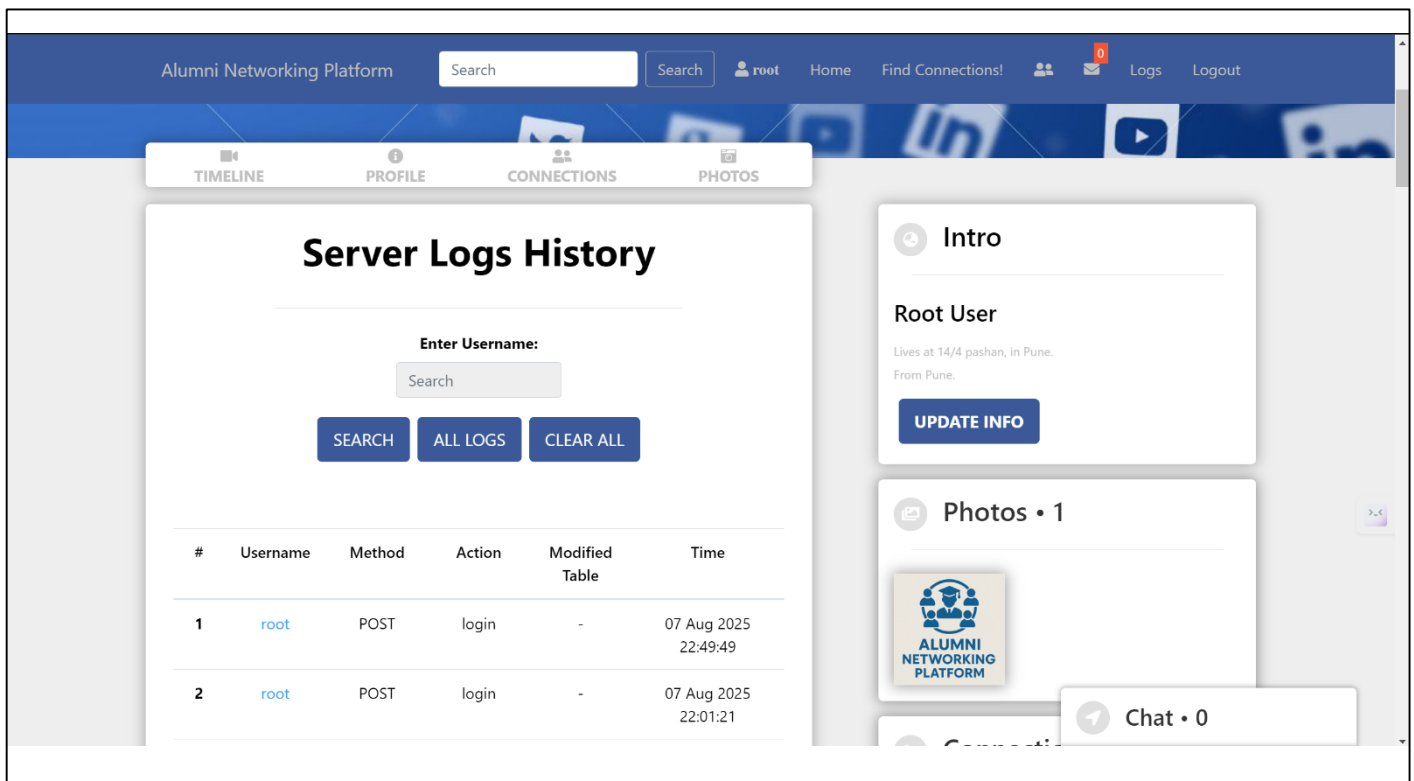 Alumni Networking Platform Search Search root Home Find Connections! 0 Logs Logout
TIMELINE PROFILE CONNECTIONS PHOTOS
Server Logs History
Enter Username:
Search
SEARCH ALL LOGS CLEAR ALL
# Username Method Action Modified Table Time
1 root POST login - 07 Aug 2025
22:49:49
2 root POST login - 07 Aug 2025
22:01:21
Intro
Root User
Lives at 14/4 pashan, in Pune.
From Pune.
UPDATE INFO
Photos • 1
ALUMNI
NETWORKING
PLATFORM
Chat • 0